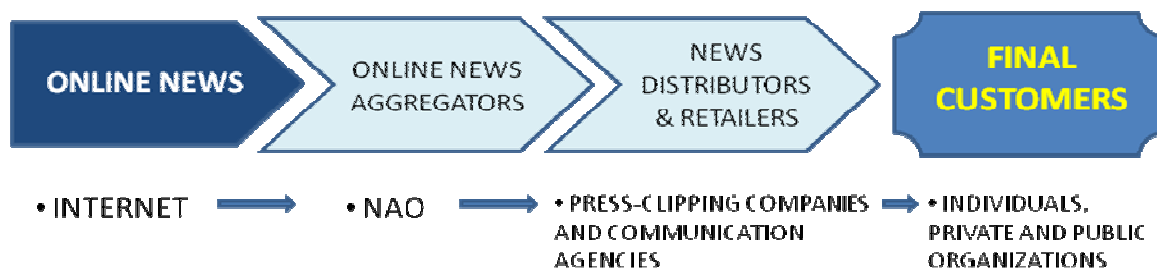 ONLINE NEWS
ONLINE NEWS
AGGREGATORS
NEWS
DISTRIBUTORS
& RETAILERS
FINAL
CUSTOMERS
• INTERNET
• NAO
• PRESS-CLIPPING COMPANIES
AND COMMUNICATION
AGENCIES
• INDIVIDUALS,
PRIVATE AND PUBLIC
ORGANIZATIONS